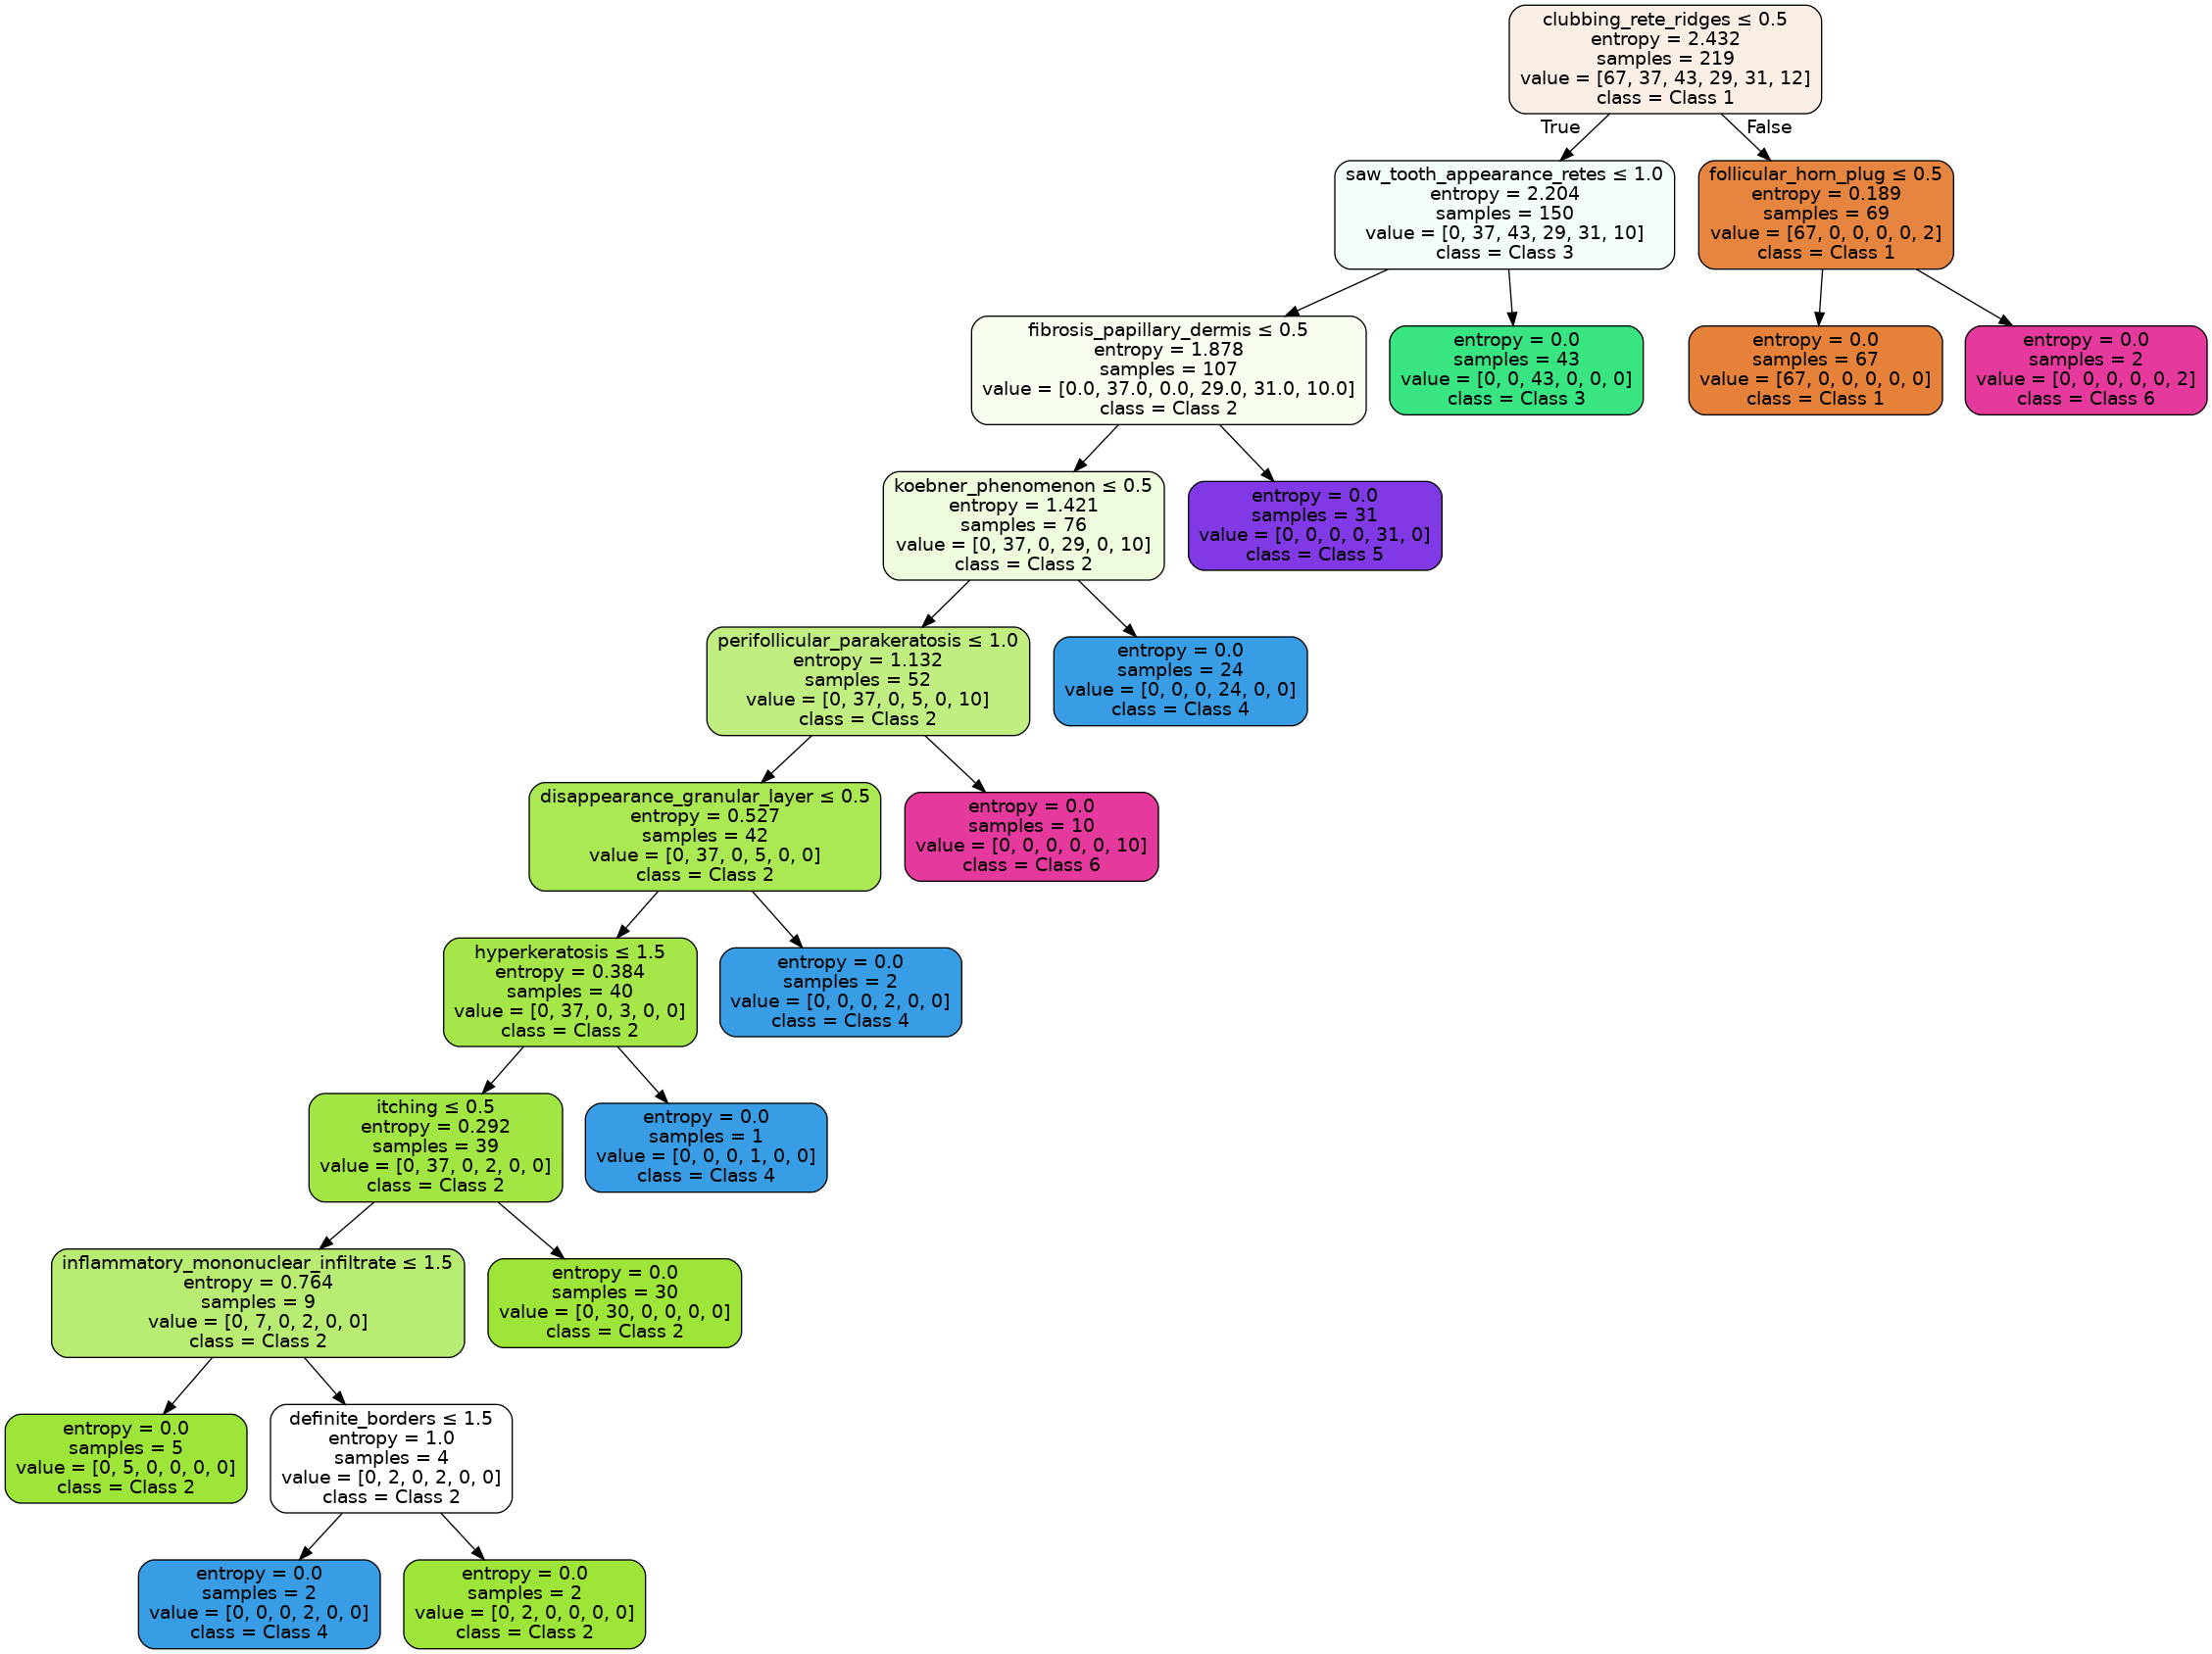 clubbing_rete_ridges ≤ 0.5
entropy = 2.432
samples = 219
value = [67, 37, 43, 29, 31, 12]
class = Class 1
True
False
saw_tooth_appearance_retes ≤ 1.0
entropy = 2.204
samples = 150
value = [0, 37, 43, 29, 31, 10]
class = Class 3
follicular_horn_plug ≤ 0.5
entropy = 0.189
samples = 69
value = [67, 0, 0, 0, 0, 2]
class = Class 1
fibrosis_papillary_dermis ≤ 0.5
entropy = 1.878
samples = 107
value = [0.0, 37.0, 0.0, 29.0, 31.0, 10.0]
class = Class 2
entropy = 0.0
samples = 43
value = [0, 0, 43, 0, 0, 0]
class = Class 3
entropy = 0.0
samples = 67
value = [67, 0, 0, 0, 0, 0]
class = Class 1
entropy = 0.0
samples = 2
value = [0, 0, 0, 0, 0, 2]
class = Class 6
koebner_phenomenon ≤ 0.5
entropy = 1.421
samples = 76
value = [0, 37, 0, 29, 0, 10]
class = Class 2
entropy = 0.0
samples = 31
value = [0, 0, 0, 0, 31, 0]
class = Class 5
perifollicular_parakeratosis ≤ 1.0
entropy = 1.132
samples = 52
value = [0, 37, 0, 5, 0, 10]
class = Class 2
entropy = 0.0
samples = 24
value = [0, 0, 0, 24, 0, 0]
class = Class 4
disappearance_granular_layer ≤ 0.5
entropy = 0.527
samples = 42
value = [0, 37, 0, 5, 0, 0]
class = Class 2
entropy = 0.0
samples = 10
value = [0, 0, 0, 0, 0, 10]
class = Class 6
hyperkeratosis ≤ 1.5
entropy = 0.384
samples = 40
value = [0, 37, 0, 3, 0, 0]
class = Class 2
entropy = 0.0
samples = 2
value = [0, 0, 0, 2, 0, 0]
class = Class 4
itching ≤ 0.5
entropy = 0.292
samples = 39
value = [0, 37, 0, 2, 0, 0]
class = Class 2
entropy = 0.0
samples = 1
value = [0, 0, 0, 1, 0, 0]
class = Class 4
inflammatory_mononuclear_infiltrate ≤ 1.5
entropy = 0.764
samples = 9
value = [0, 7, 0, 2, 0, 0]
class = Class 2
entropy = 0.0
samples = 30
value = [0, 30, 0, 0, 0, 0]
class = Class 2
entropy = 0.0
samples = 5
value = [0, 5, 0, 0, 0, 0]
class = Class 2
definite_borders ≤ 1.5
entropy = 1.0
samples = 4
value = [0, 2, 0, 2, 0, 0]
class = Class 2
entropy = 0.0
samples = 2
value = [0, 0, 0, 2, 0, 0]
class = Class 4
entropy = 0.0
samples = 2
value = [0, 2, 0, 0, 0, 0]
class = Class 2